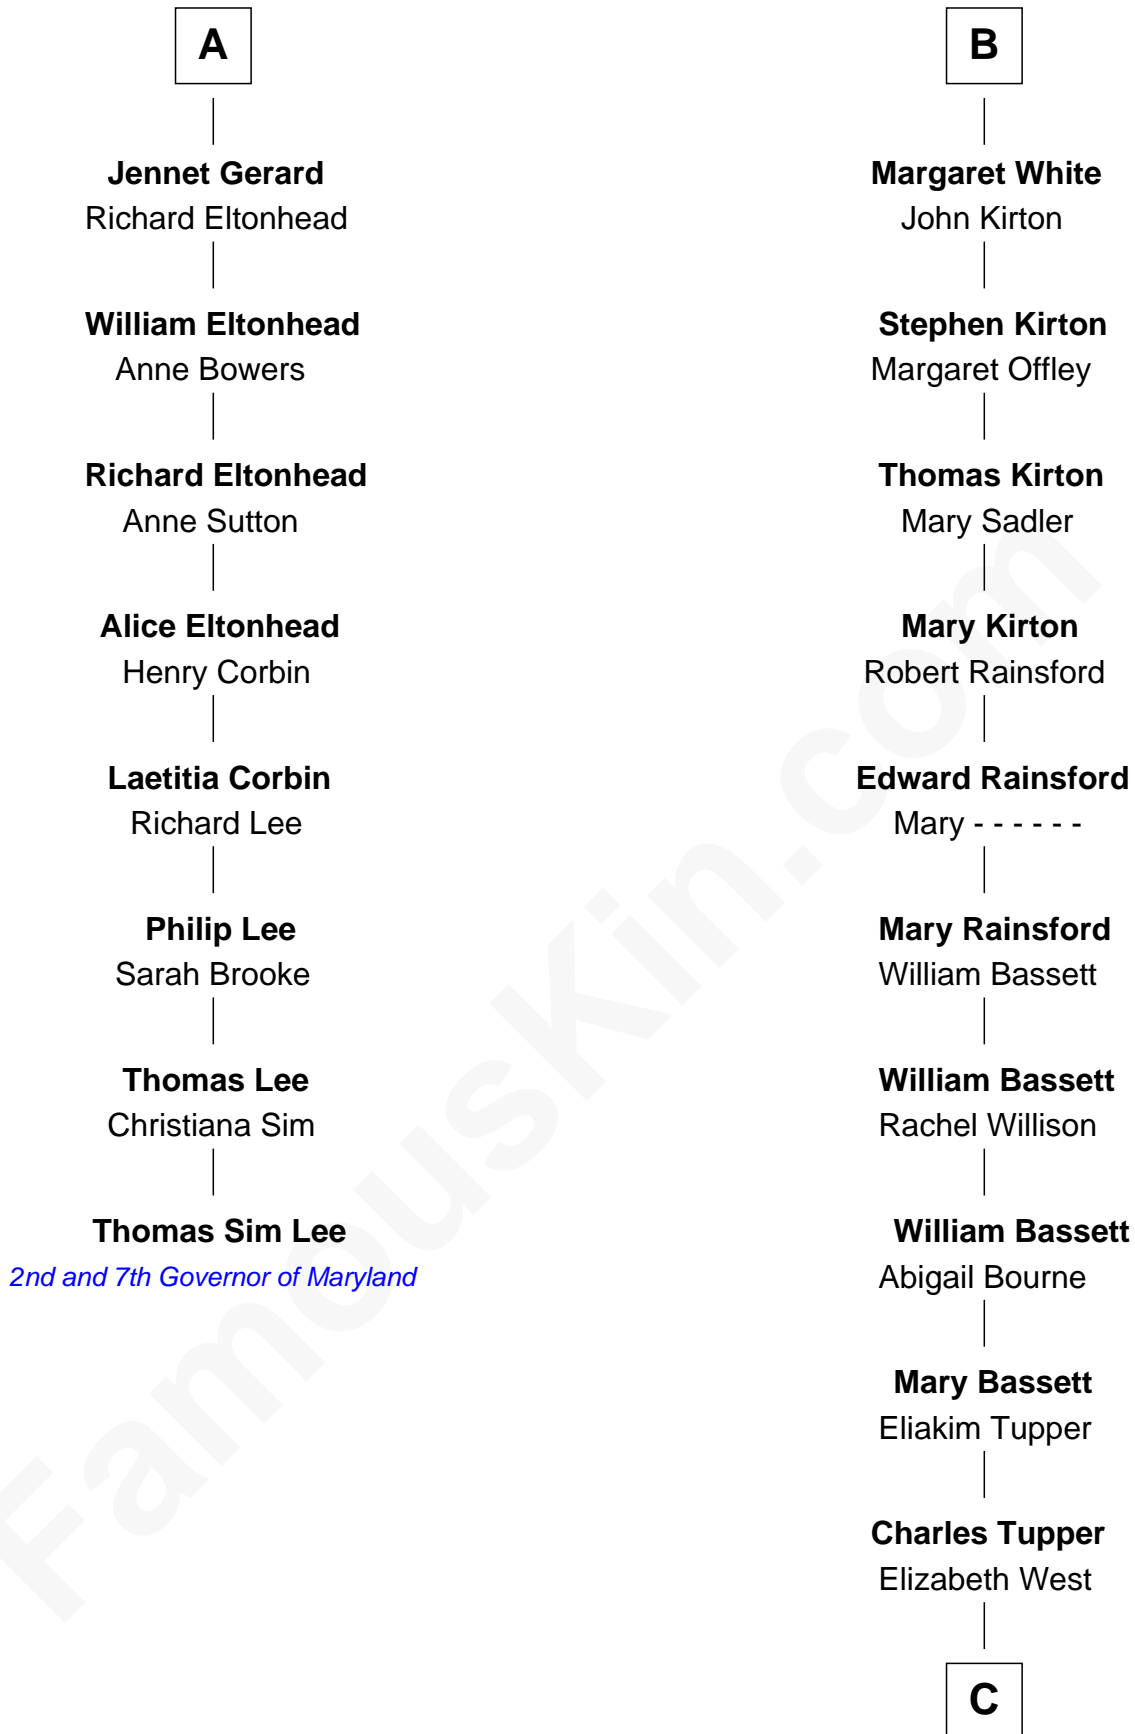 A
Jennet Gerard
Richard Eltonhead
William Eltonhead
Anne Bowers
Richard Eltonhead
Anne Sutton
Alice Eltonhead
Henry Corbin
Laetitia Corbin
Richard Lee
Philip Lee
Sarah Brooke
Thomas Lee
Christiana Sim
Thomas Sim Lee
2nd and 7th Governor of Maryland
B
Margaret White
John Kirton
Stephen Kirton
Margaret Offley
Thomas Kirton
Mary Sadler
Mary Kirton
Robert Rainsford
Edward Rainsford
Mary - - - - - -
Mary Rainsford
William Bassett
William Bassett
Rachel Willison
William Bassett
Abigail Bourne
Mary Bassett
Eliakim Tupper
Charles Tupper
Elizabeth West
C
FamousKin.com